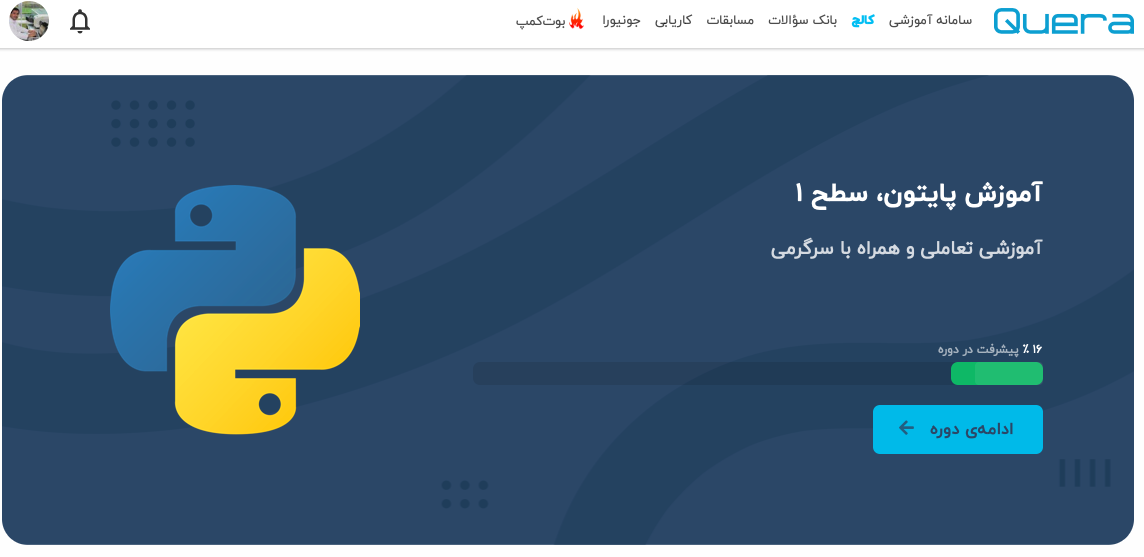 Quera
سامانه آموزشی
کالج
بانک سؤالات
مسابقات
کاریابی
جونیورا
بوت‌کمپ
آموزش پایتون، سطح ۱
آموزشی تعاملی و همراه با سرگرمی
۱۶ ٪ پیشرفت در دوره
ادامه‌ی دوره